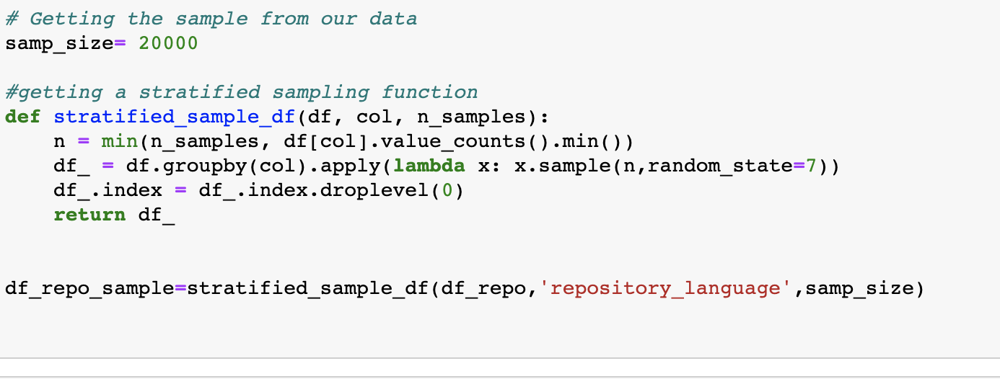 # Getting the sample from our data
samp_size= 20000
#getting a stratified sampling function
def stratified_sample_df(df, col, n_samples):
    n = min(n_samples, df[col].value_counts().min())
    df_ = df.groupby(col).apply(lambda x: x.sample(n,random_state=7))
    df_.index = df_.index.droplevel(0)
    return df_
df_repo_sample=stratified_sample_df(df_repo,'repository_language',samp_size)